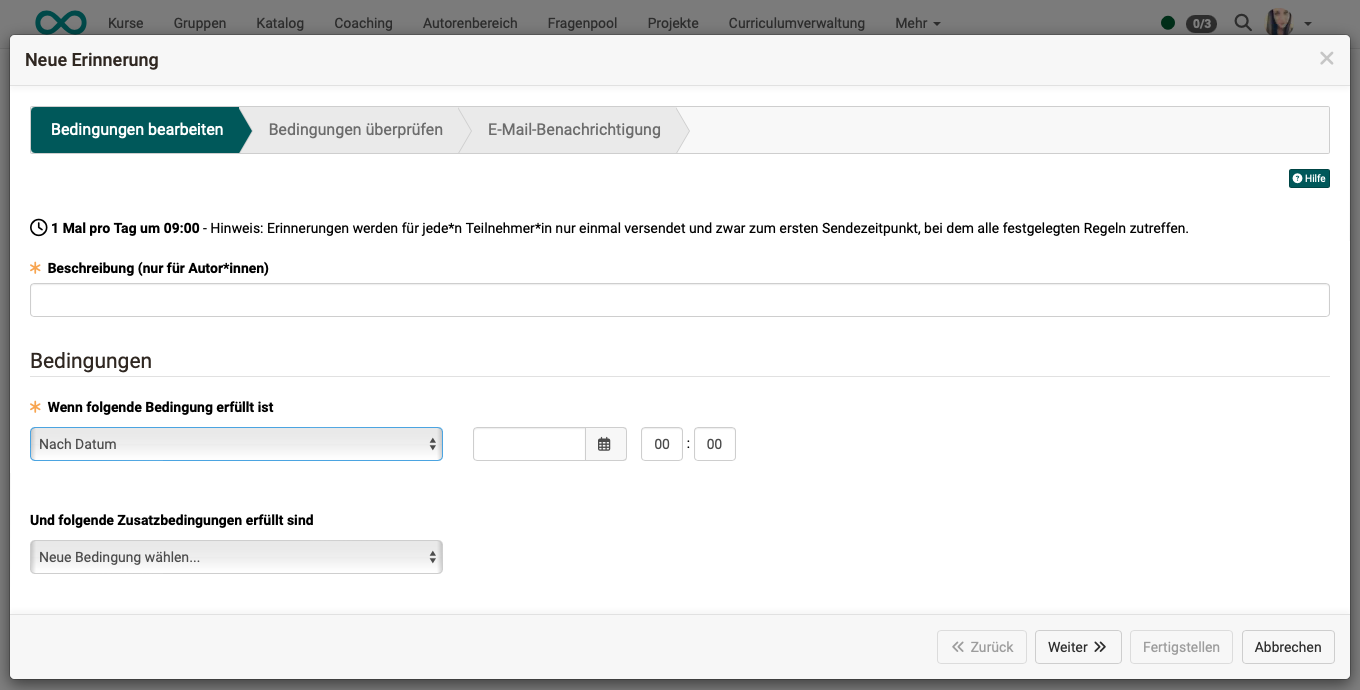 Kurse Gruppen Katalog Coaching Autorenbereich Fragenpool Projekte Curriculumverwaltung Mehr 0/3
Neue Erinnerung
Bedingungen bearbeiten Bedingungen überprüfen E-Mail-Benachrichtigung
Hilfe
1 Mal pro Tag um 09:00 - Hinweis: Erinnerungen werden für jede*n Teilnehmer*in nur einmal versendet und zwar zum ersten Sendezeitpunkt, bei dem alle festgelegten Regeln zutreffen.
Beschreibung (nur für Autor*innen)
Bedingungen
Wenn folgende Bedingung erfüllt ist
Nach Datum 00 : 00
Und folgende Zusatzbedingungen erfüllt sind
Neue Bedingung wählen...
Zurück Weiter Fertigstellen Abbrechen